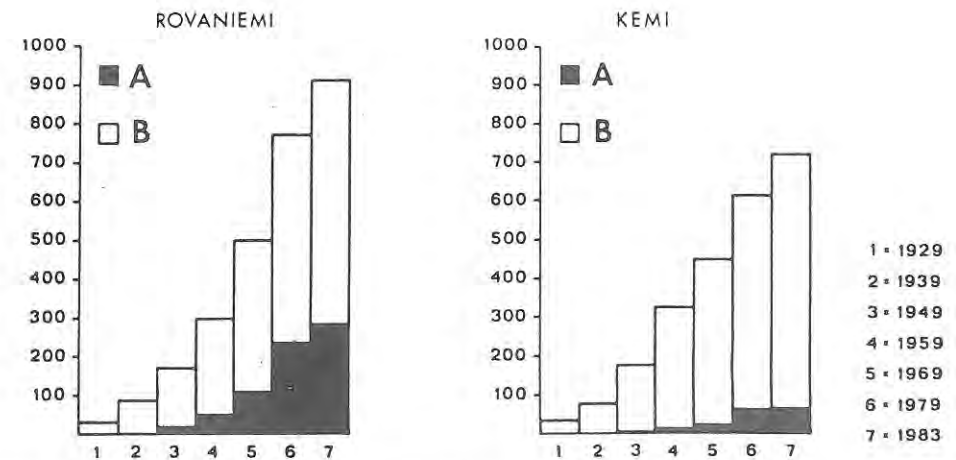 ROVANIEMI
1000
900
800
700
600
500
400
300
200
100
A
B
1 2 3 4 5 6 7
KEMI
1000
900
800
700
600
500
400
300
200
100
A
B
1 2 3 4 5 6 7
1 = 1929
2 = 1939
3 = 1949
4 = 1959
5 = 1969
6 = 1979
7 = 1983